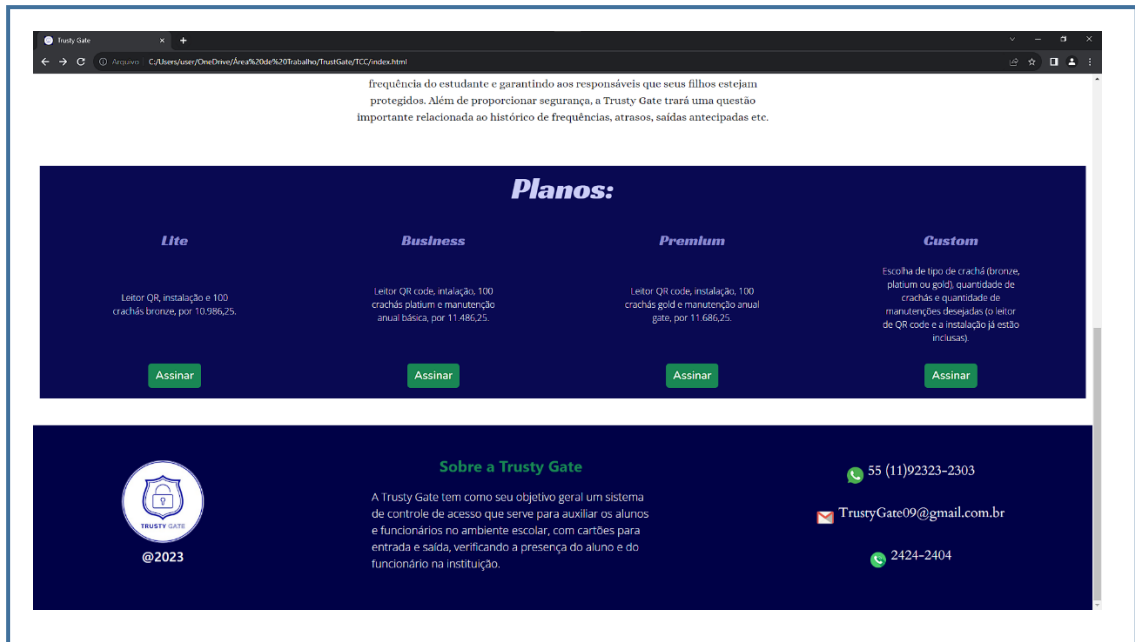 Trusty Gate
Arquivo C:/Users/user/OneDrive/Área%20de%20Trabalho/TrustGate/TCC/index.html
frequência do estudante e garantindo aos responsáveis que seus filhos estejam
protegidos. Além de proporcionar segurança, a Trusty Gate trará uma questão
importante relacionada ao histórico de frequências, atrasos, saídas antecipadas etc.
Planos:
Lite
Leitor QR, instalação e 100
crachás bronze, por 10.986,25.
Assinar
Business
Leitor QR code, intalação, 100
crachás platium e manutenção
anual básica, por 11.486,25.
Assinar
Premium
Leitor QR code, instalação, 100
crachás gold e manutenção anual
gate, por 11.686,25.
Assinar
Custom
Escolha de tipo de crachá (bronze,
platium ou gold), quantidade de
crachás e quantidade de
manutenções desejadas (o leitor
de QR code e a instalação já estão
inclusas).
Assinar
TRUSTY GATE
@2023
Sobre a Trusty Gate
A Trusty Gate tem como seu objetivo geral um sistema
de controle de acesso que serve para auxiliar os alunos
e funcionários no ambiente escolar, com cartões para
entrada e saída, verificando a presença do aluno e do
funcionário na instituição.
55 (11)92323-2303
TrustyGate09@gmail.com.br
2424-2404